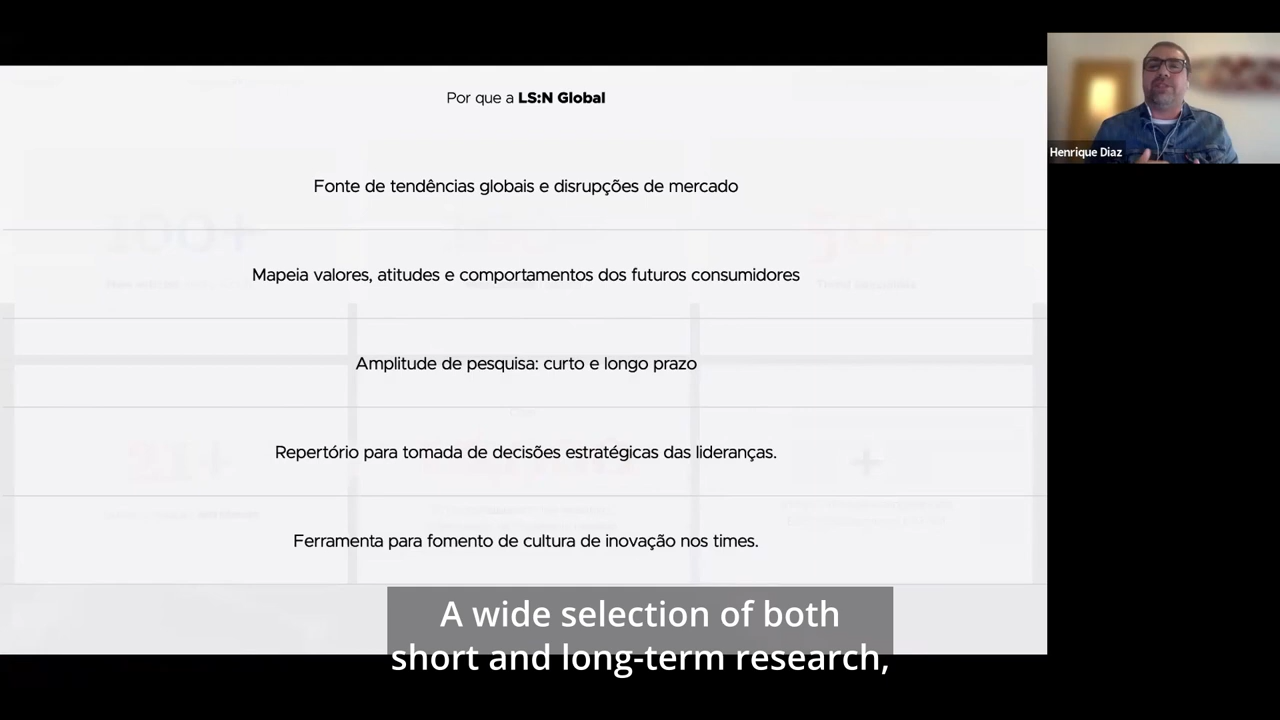 Por que a LS:N Global
Henrique Diaz
Fonte de tendências globais e disrupções de mercado
Mapeia valores, atitudes e comportamentos dos futuros consumidores
Amplitude de pesquisa: curto e longo prazo
Repertório para tomada de decisões estratégicas das lideranças.
Ferramenta para fomento de cultura de inovação nos times.
A wide selection of both
short and long-term research,